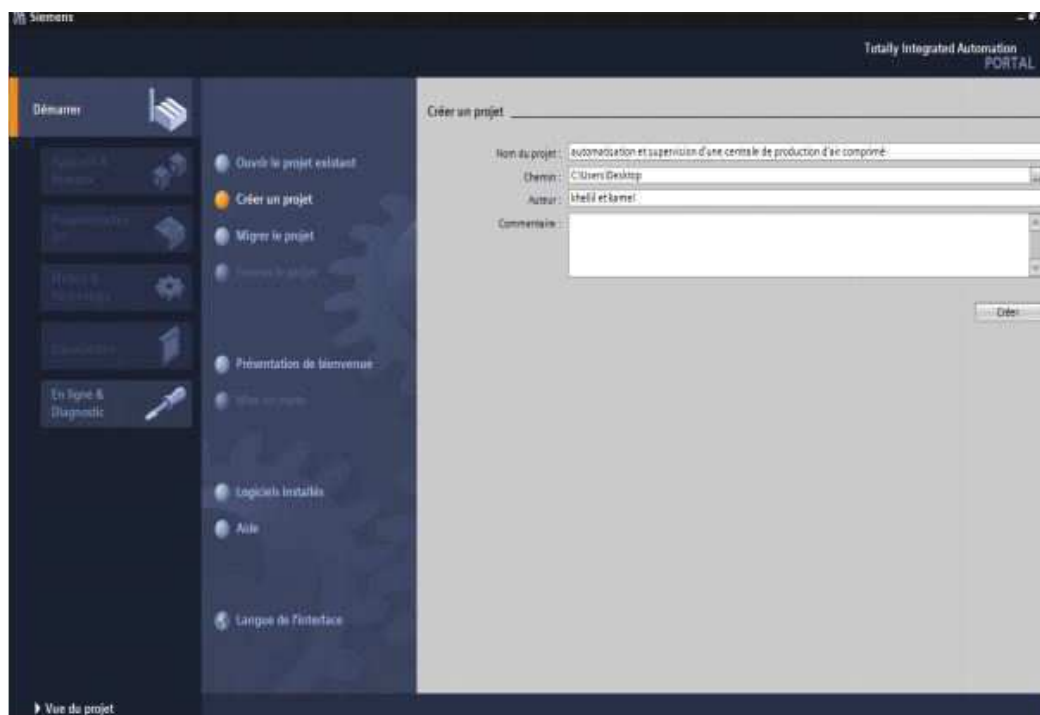 Siemens
Totally Integrated Automation
PORTAL
Démarrer
En ligne &
Diagnostic
Ouvrir le projet existant
Créer un projet
Migrer le projet
Présentation de bienvenue
Logiciels installés
Aide
Langue de l'interface
Créer un projet
Nom du projet :
automatisation et supervision d'une centrale de production d'air comprimé
Chemin :
C:\Users\Desktop
Auteur :
khellil et kamel
Commentaire :
Créer
Vue du projet